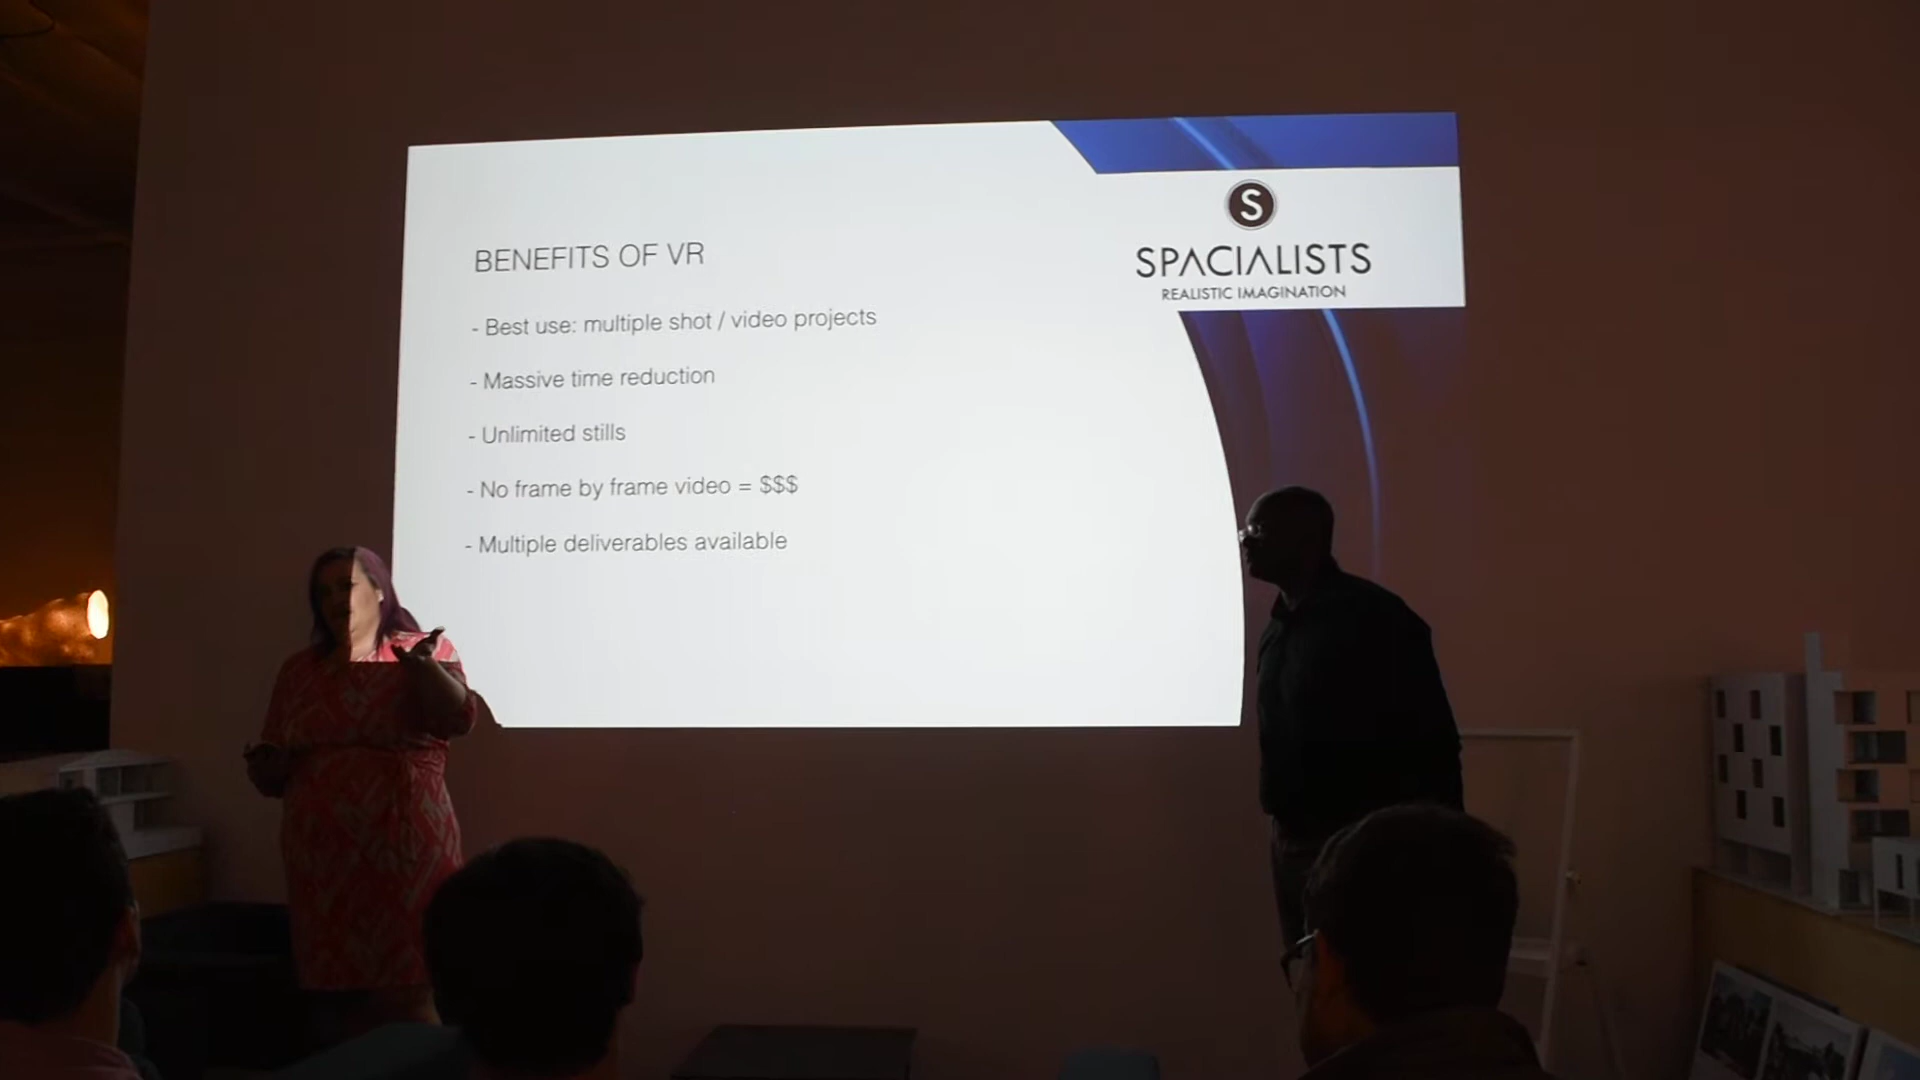 BENEFITS OF VR
- Best use: multiple shot / video projects
- Massive time reduction
- Unlimited stills
- No frame by frame video = $$$
- Multiple deliverables available
S
SPACIALISTS
REALISTIC IMAGINATION